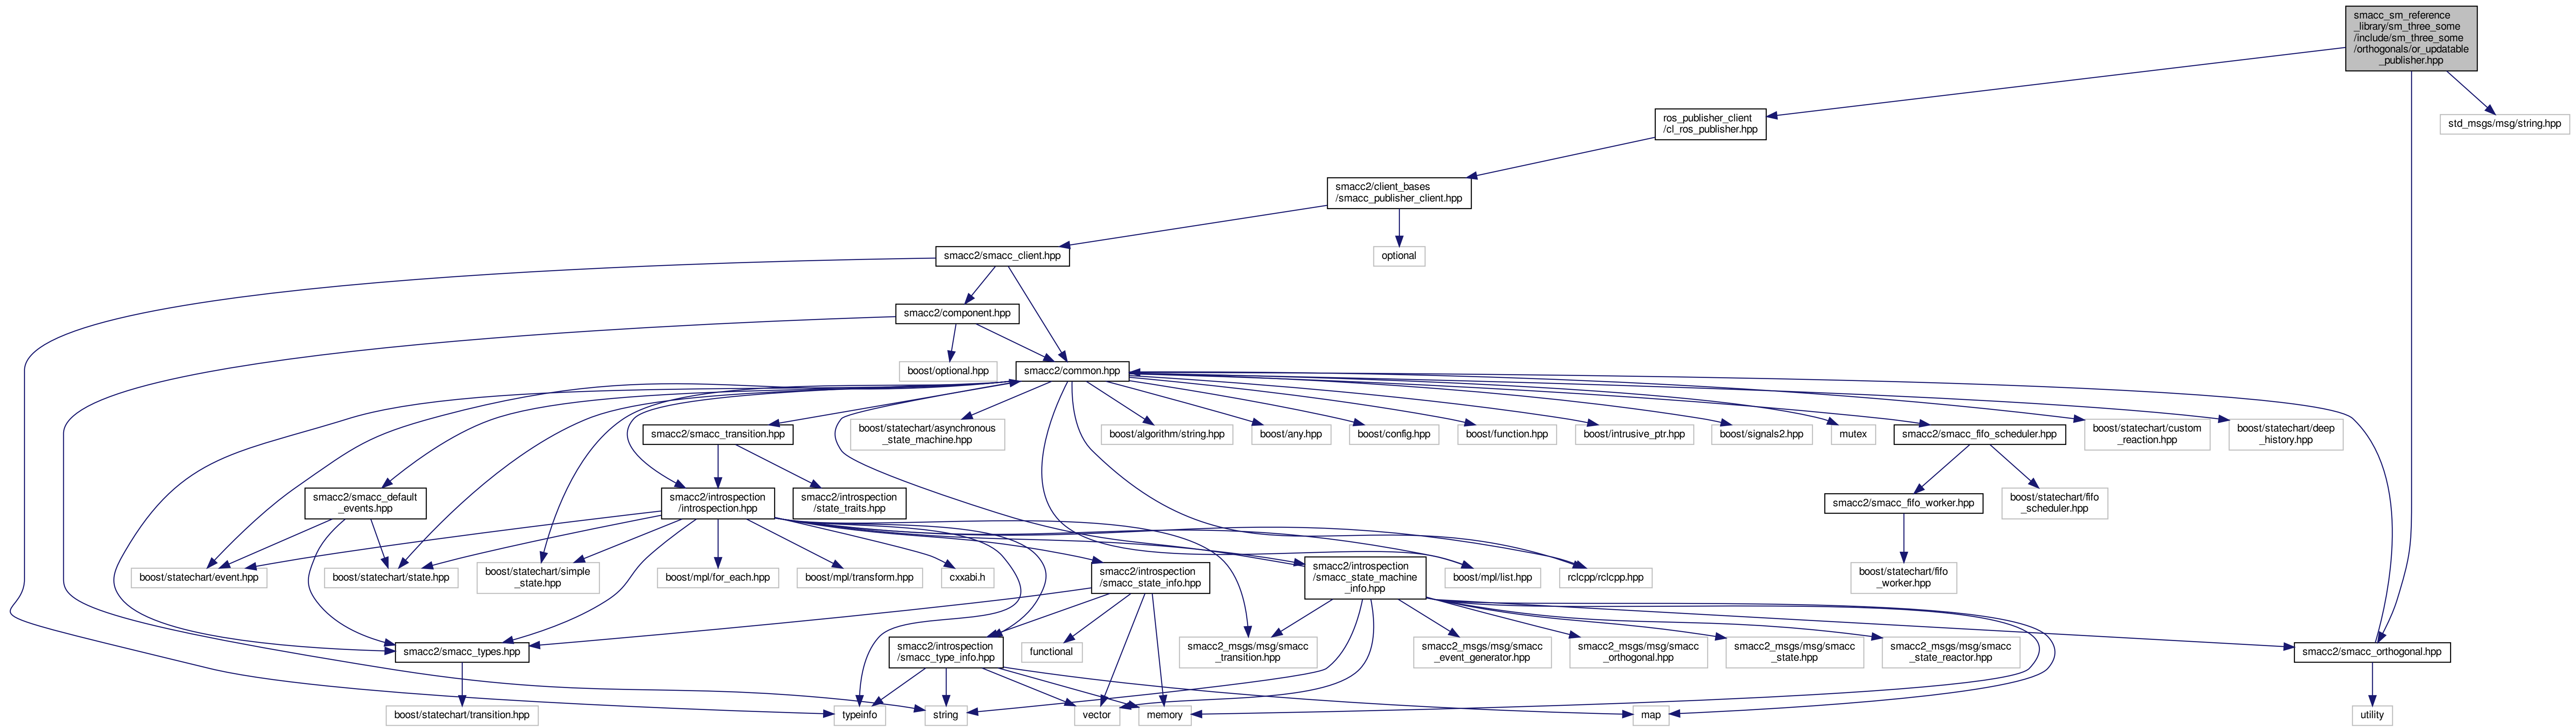 smacc_sm_reference
_library/sm_three_some
/include/sm_three_some
/orthogonals/or_updatable
_publisher.hpp
ros_publisher_client
/cl_ros_publisher.hpp
std_msgs/msg/string.hpp
smacc2/client_bases
/smacc_publisher_client.hpp
smacc2/smacc_client.hpp
optional
smacc2/component.hpp
boost/optional.hpp
smacc2/common.hpp
smacc2/smacc_transition.hpp
boost/statechart/asynchronous
_state_machine.hpp
boost/algorithm/string.hpp
boost/any.hpp
boost/config.hpp
boost/function.hpp
boost/intrusive_ptr.hpp
boost/signals2.hpp
mutex
smacc2/smacc_fifo_scheduler.hpp
boost/statechart/custom
_reaction.hpp
boost/statechart/deep
_history.hpp
smacc2/smacc_default
_events.hpp
smacc2/introspection
/introspection.hpp
smacc2/introspection
/state_traits.hpp
smacc2/smacc_fifo_worker.hpp
boost/statechart/fifo
_scheduler.hpp
boost/statechart/event.hpp
boost/statechart/state.hpp
boost/statechart/simple
_state.hpp
boost/mpl/for_each.hpp
boost/mpl/transform.hpp
cxxabi.h
smacc2/introspection
/smacc_state_info.hpp
smacc2/introspection
/smacc_state_machine
_info.hpp
boost/mpl/list.hpp
rclcpp/rclcpp.hpp
boost/statechart/fifo
_worker.hpp
smacc2/smacc_types.hpp
smacc2/introspection
/smacc_type_info.hpp
functional
smacc2_msgs/msg/smacc
_transition.hpp
smacc2_msgs/msg/smacc
_event_generator.hpp
smacc2_msgs/msg/smacc
_orthogonal.hpp
smacc2_msgs/msg/smacc
_state.hpp
smacc2_msgs/msg/smacc
_state_reactor.hpp
smacc2/smacc_orthogonal.hpp
boost/statechart/transition.hpp
typeinfo
string
vector
memory
map
utility